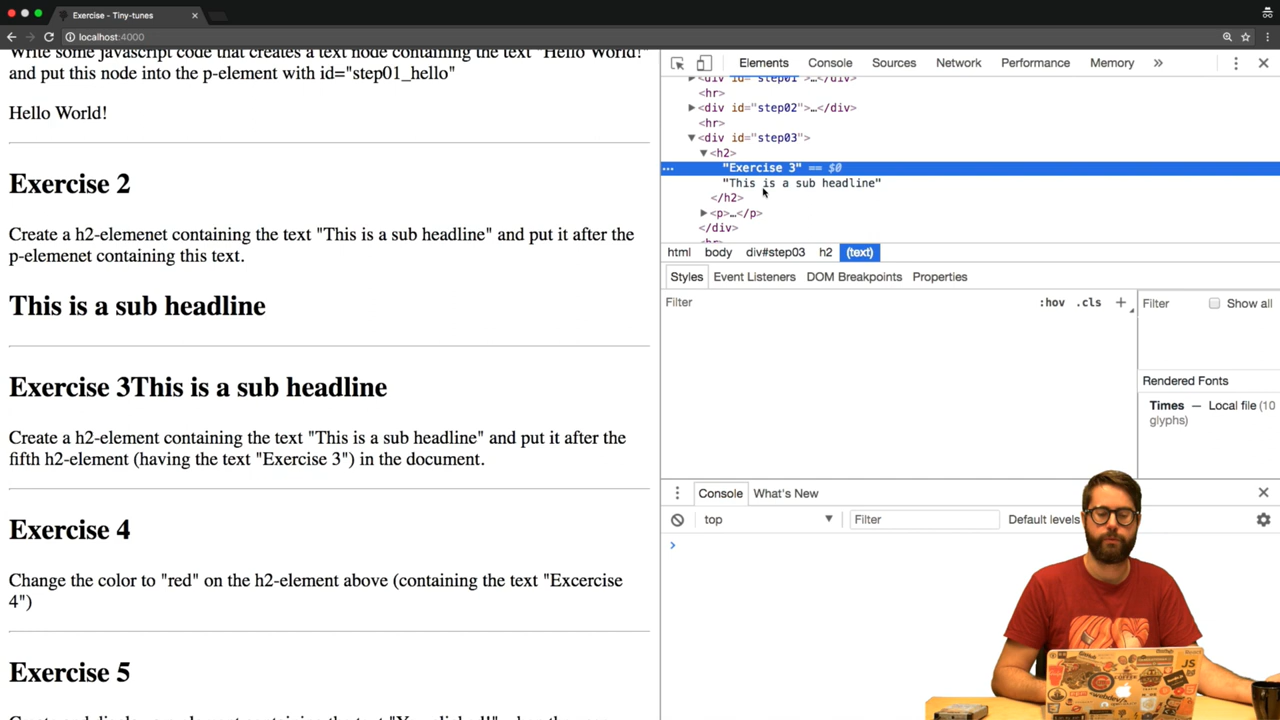 Exercise - Tiny-tunes
localhost:4000
Write some javascript code that creates a text node containing the text "Hello World!"
and put this node into the p-element with id="step01_hello"
Hello World!
Exercise 2
Create a h2-elemenet containing the text "This is a sub headline" and put it after the
p-elemenet containing this text.
This is a sub headline
Exercise 3This is a sub headline
Create a h2-element containing the text "This is a sub headline" and put it after the
fifth h2-element (having the text "Exercise 3") in the document.
Exercise 4
Change the color to "red" on the h2-element above (containing the text "Excercise
4")
Exercise 5
Elements Console Sources Network Performance Memory »
<div id="step01">…</div>
<hr>
<div id="step02">…</div>
<hr>
<div id="step03">
<h2>
"Exercise 3" == $0
"This is a sub headline"
</h2>
<p>…</p>
</div>
html body div#step03 h2 (text)
Styles Event Listeners DOM Breakpoints Properties
Filter :hov .cls + Filter Show all
Rendered Fonts
Times — Local file (10
glyphs)
Console What's New
top Filter Default levels
JS